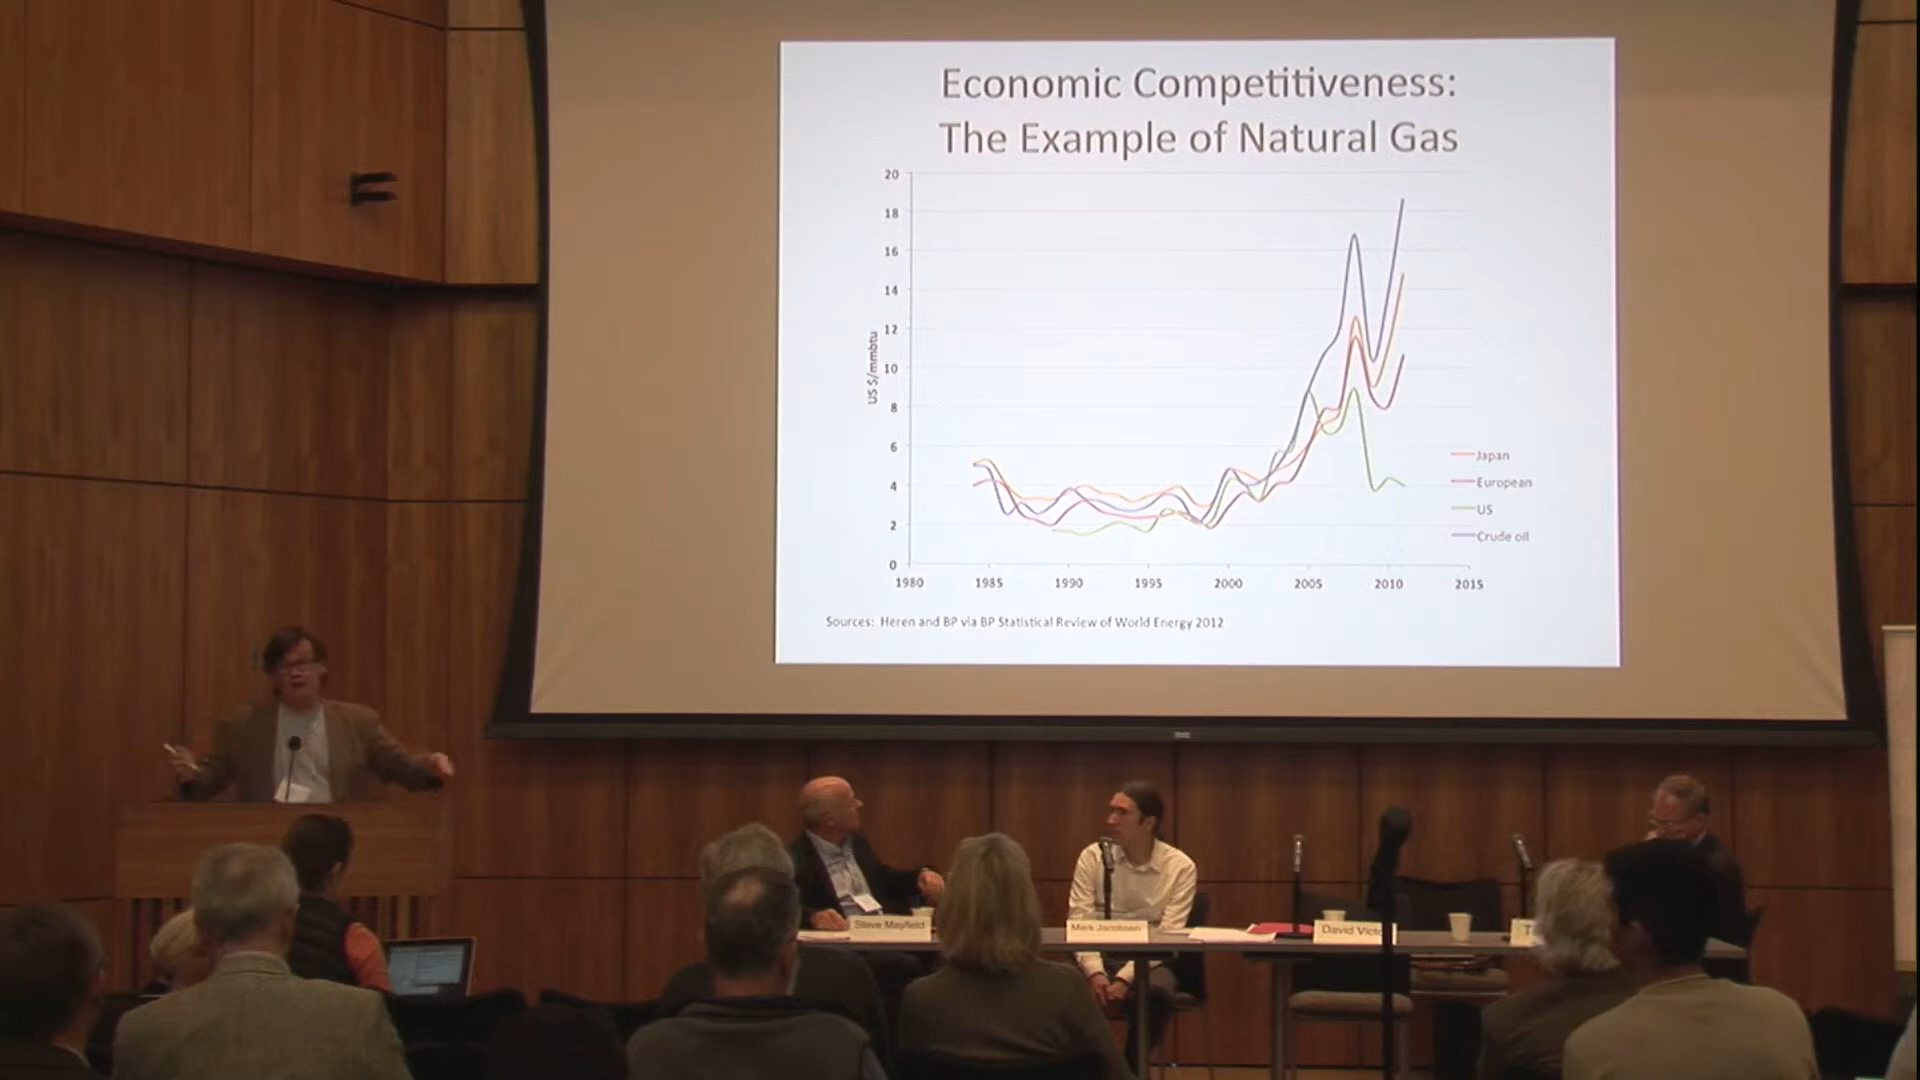 Economic Competitiveness:
The Example of Natural Gas
20
18
16
14
12
10
8
6
4
2
0
US $/mmbtu
1980 1985 1990 1995 2000 2005 2010 2015
Japan
European
US
Crude oil
Sources: Heren and BP via BP Statistical Review of World Energy 2012
Steve Mayfield
Mark Jacobsen
David Victo
T